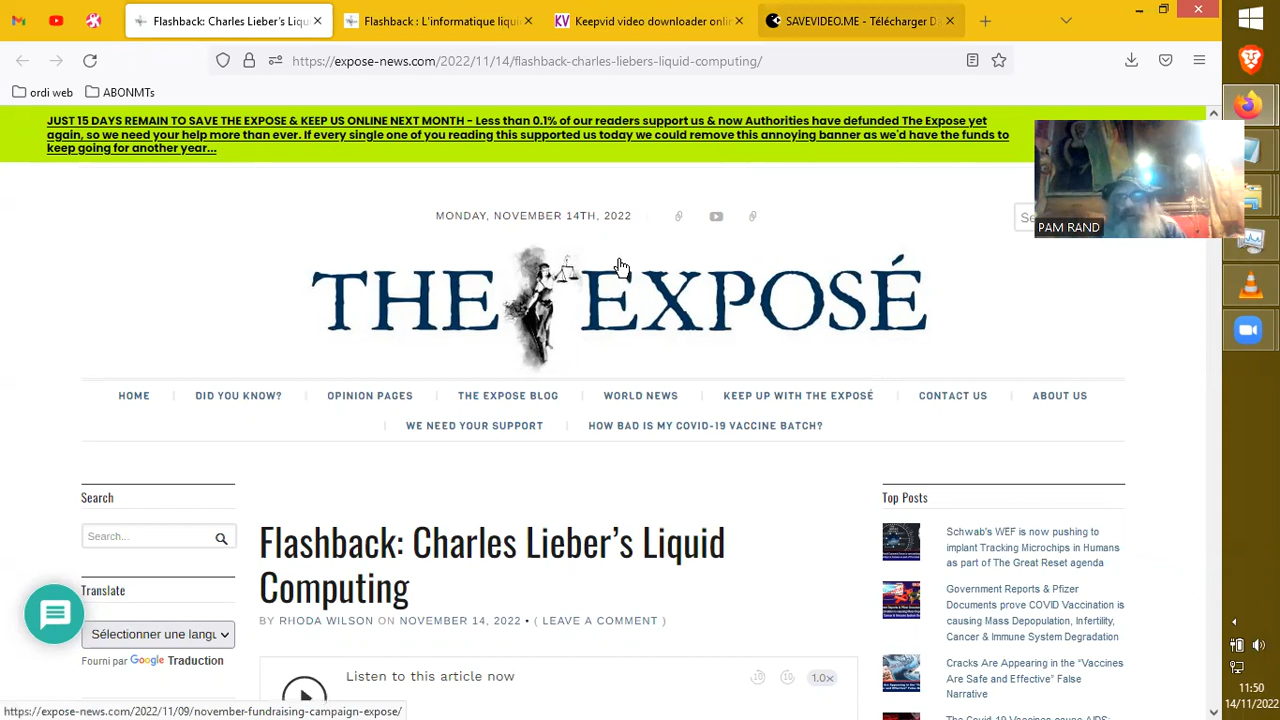 Flashback: Charles Lieber's Liqu
Flashback : L'informatique liqui
Keepvid video downloader onli
SAVEVIDEO.ME - Télécharger D
https://expose-news.com/2022/11/14/flashback-charles-liebers-liquid-computing/
ordi web
ABONMTs
JUST 15 DAYS REMAIN TO SAVE THE EXPOSE & KEEP US ONLINE NEXT MONTH - Less than 0.1% of our readers support us & now Authorities have defunded The Expose yet
again, so we need your help more than ever. If every single one of you reading this supported us today we could remove this annoying banner as we'd have the funds to
keep going for another year...
MONDAY, NOVEMBER 14TH, 2022
Se
PAM RAND
THE EXPOSÉ
HOME DID YOU KNOW? OPINION PAGES THE EXPOSE BLOG WORLD NEWS KEEP UP WITH THE EXPOSÉ CONTACT US ABOUT US
WE NEED YOUR SUPPORT HOW BAD IS MY COVID-19 VACCINE BATCH?
Search
Search...
Translate
Sélectionner une langu
Fourni par Google Traduction
Flashback: Charles Lieber's Liquid
Computing
BY RHODA WILSON ON NOVEMBER 14, 2022 • ( LEAVE A COMMENT )
Listen to this article now
10 10 1.0x
Top Posts
Schwab's WEF is now pushing to
implant Tracking Microchips in Humans
as part of The Great Reset agenda
Government Reports & Pfizer
Documents prove COVID Vaccination is
causing Mass Depopulation, Infertility,
Cancer & Immune System Degradation
Cracks Are Appearing in the "Vaccines
Are Safe and Effective" False
Narrative
The Covid-19 Vaccines cause AIDS:
https://expose-news.com/2022/11/09/november-fundraising-campaign-expose/
11:50
14/11/2022